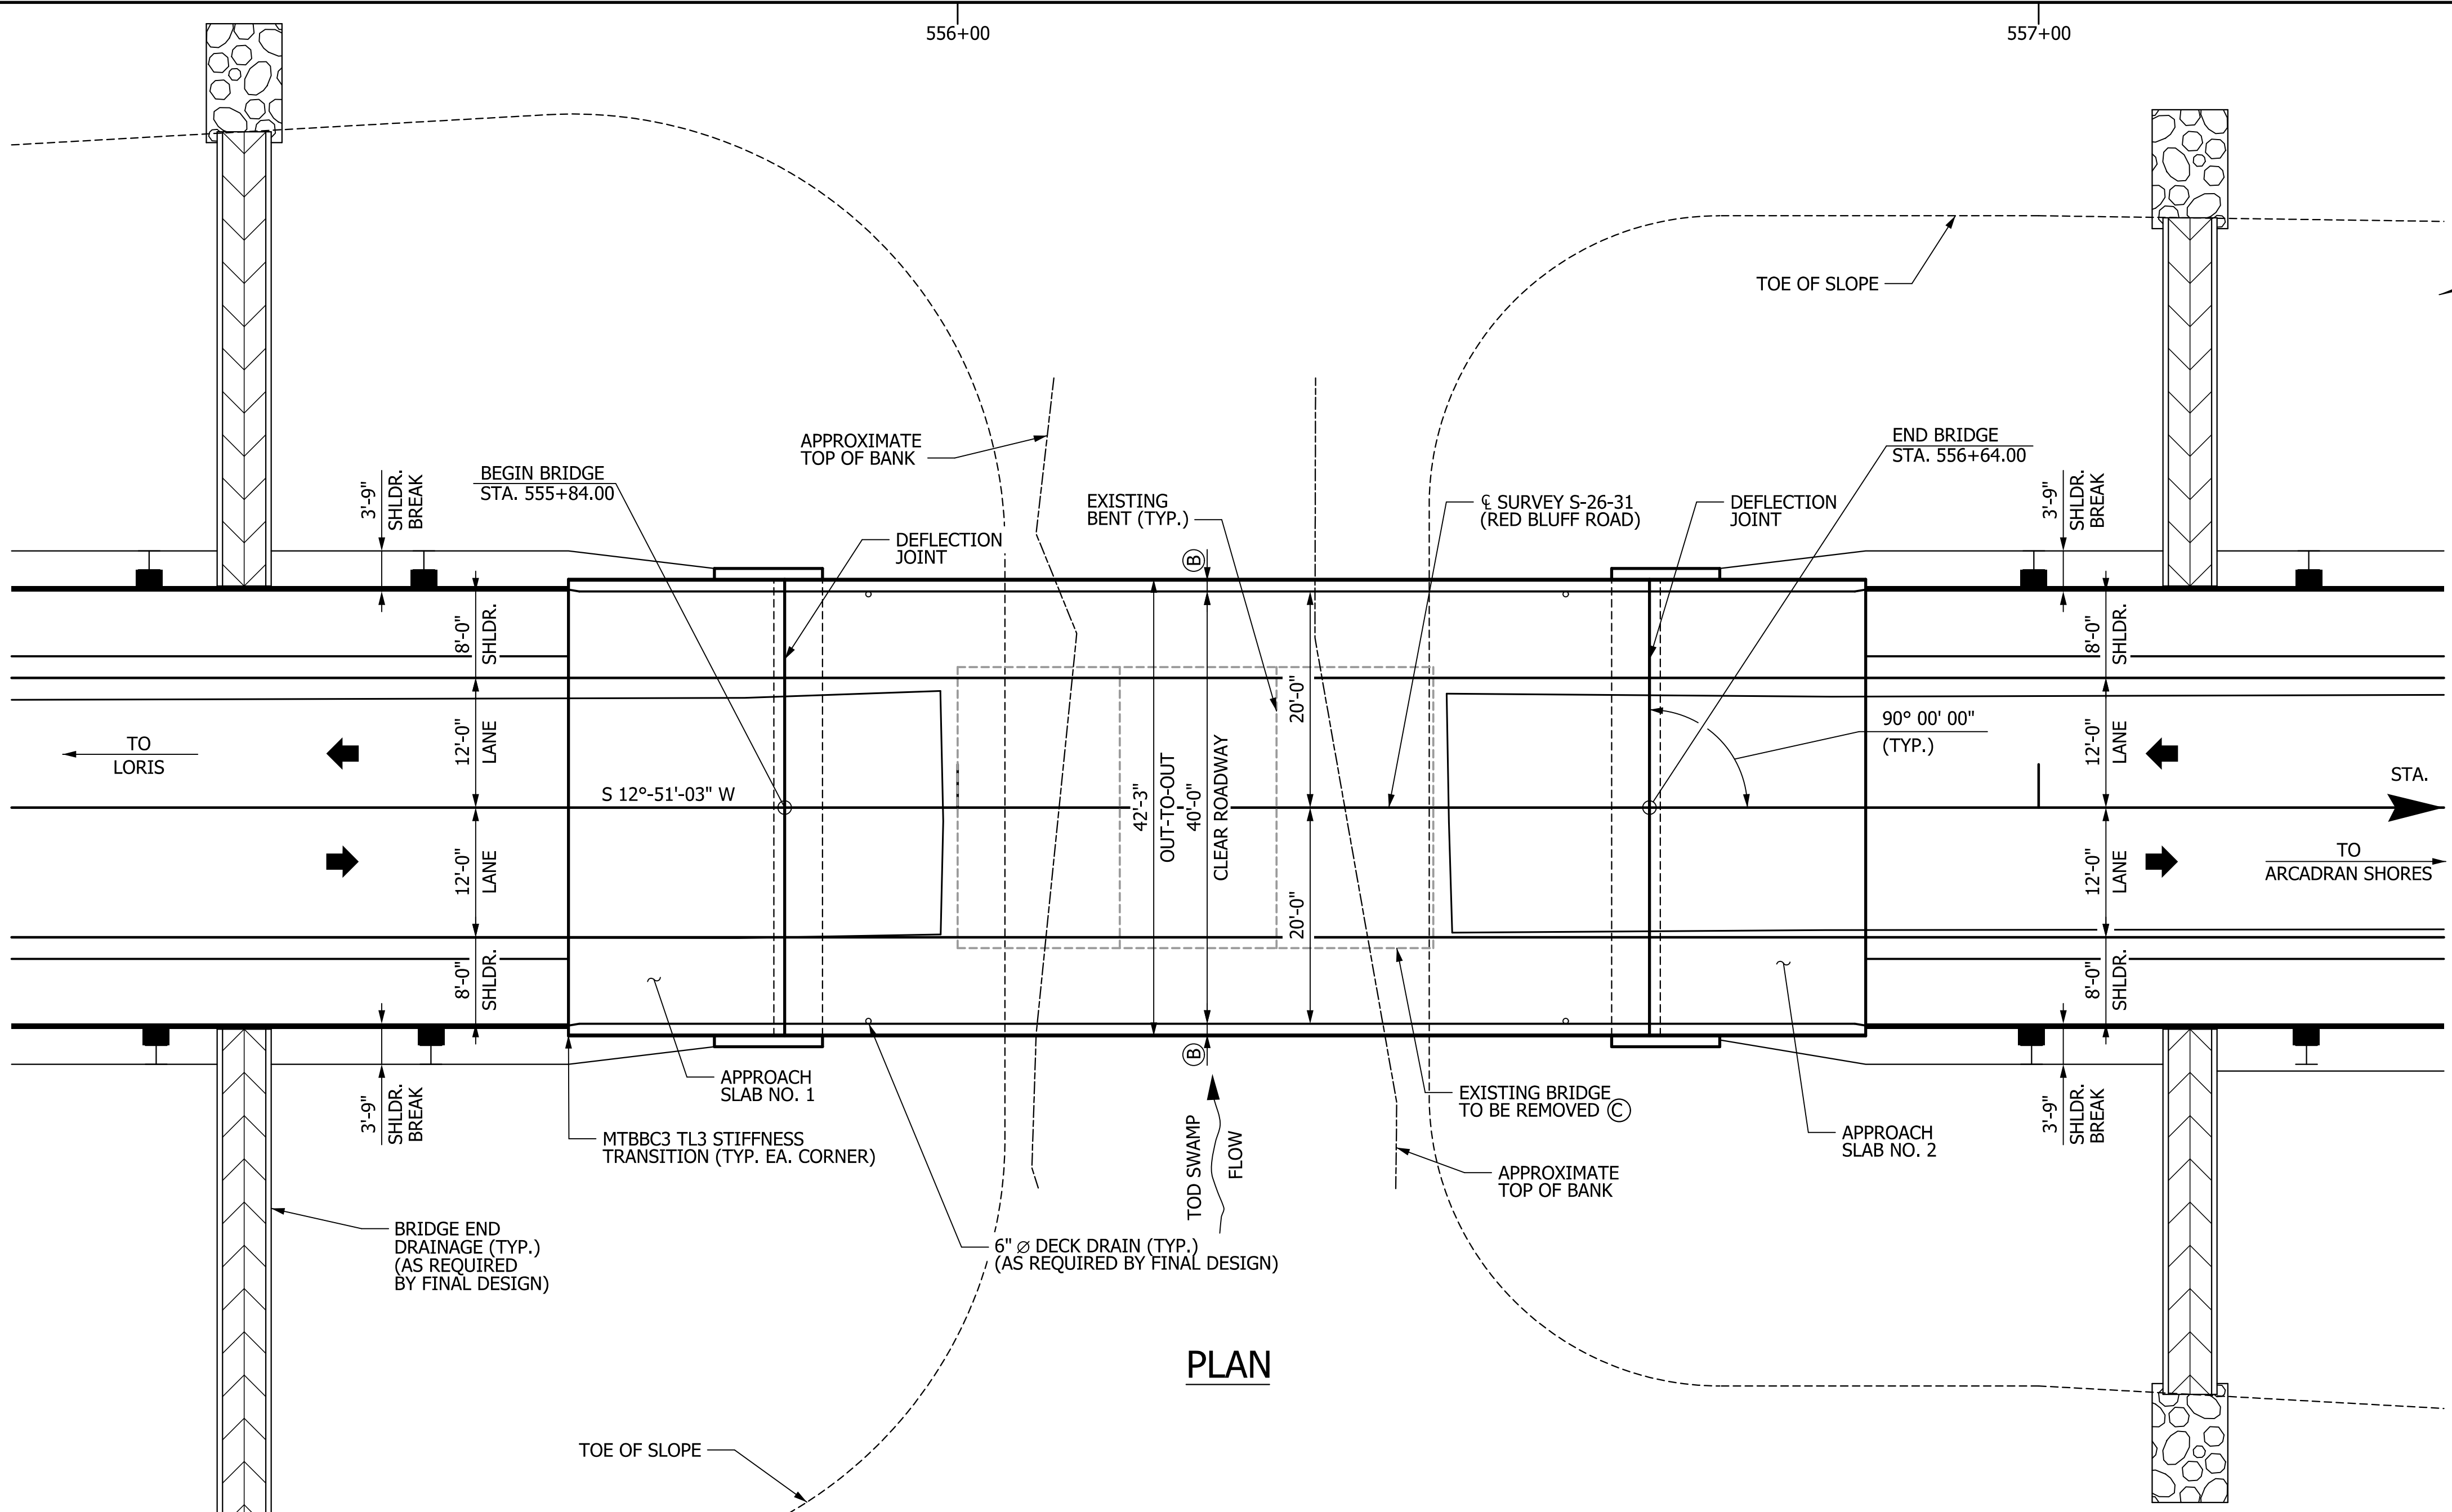 556+00
557+00
TOE OF SLOPE
APPROXIMATE
TOP OF BANK
BEGIN BRIDGE
STA. 555+84.00
END BRIDGE
STA. 556+64.00
3'-9"
SHLDR.
BREAK
EXISTING
BENT (TYP.)
℄ SURVEY S-26-31
(RED BLUFF ROAD)
DEFLECTION
JOINT
3'-9"
SHLDR.
BREAK
DEFLECTION
JOINT
B
8'-0"
SHLDR.
20'-0"
8'-0"
SHLDR.
12'-0"
LANE
90° 00' 00"
(TYP.)
12'-0"
LANE
TO
LORIS
S 12°-51'-03" W
42'-3"
OUT-TO-OUT
40'-0"
CLEAR ROADWAY
STA.
12'-0"
LANE
12'-0"
LANE
TO
ARCADRAN SHORES
8'-0"
SHLDR.
20'-0"
8'-0"
SHLDR.
B
3'-9"
SHLDR.
BREAK
APPROACH
SLAB NO. 1
EXISTING BRIDGE
TO BE REMOVED C
3'-9"
SHLDR.
BREAK
MTBBC3 TL3 STIFFNESS
TRANSITION (TYP. EA. CORNER)
TOD SWAMP
FLOW
APPROXIMATE
TOP OF BANK
APPROACH
SLAB NO. 2
BRIDGE END
DRAINAGE (TYP.)
(AS REQUIRED
BY FINAL DESIGN)
6" ⌀ DECK DRAIN (TYP.)
(AS REQUIRED BY FINAL DESIGN)
PLAN
TOE OF SLOPE